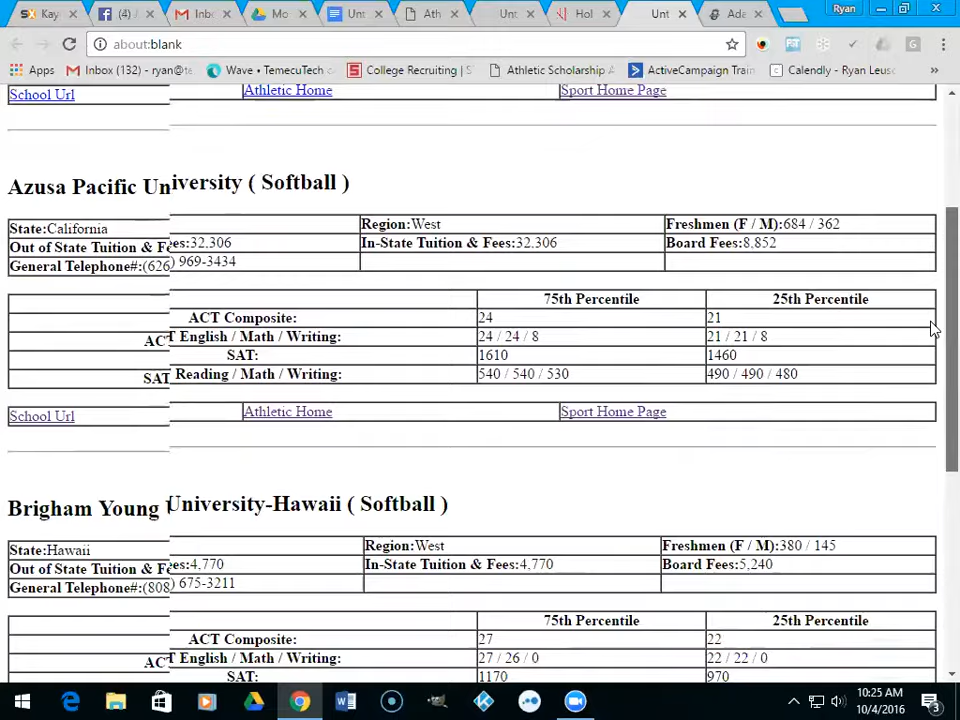 Kay
(4) /
Inb
Mo
Unt
Ath
Unt
Hol
Unt
Ada
Ryan
about:blank
Apps
Inbox (132) - ryan@te
Wave • TemecuTech
College Recruiting | S
Athletic Scholarship A
ActiveCampaign Train
Calendly - Ryan Leus
»
School Url Athletic Home Sport Home Page
Azusa Pacific University ( Softball )
State:California Region:West Freshmen (F / M):684 / 362
Out of State Tuition & Fees:32,306 In-State Tuition & Fees:32,306 Board Fees:8,852
General Telephone#:(626) 969-3434
75th Percentile 25th Percentile
ACT Composite: 24 21
ACT English / Math / Writing: 24 / 24 / 8 21 / 21 / 8
SAT: 1610 1460
SAT Reading / Math / Writing: 540 / 540 / 530 490 / 490 / 480
School Url Athletic Home Sport Home Page
Brigham Young University-Hawaii ( Softball )
State:Hawaii Region:West Freshmen (F / M):380 / 145
Out of State Tuition & Fees:4,770 In-State Tuition & Fees:4,770 Board Fees:5,240
General Telephone#:(808) 675-3211
75th Percentile 25th Percentile
ACT Composite: 27 22
ACT English / Math / Writing: 27 / 26 / 0 22 / 22 / 0
1170 970
10:25 AM
10/4/2016
3